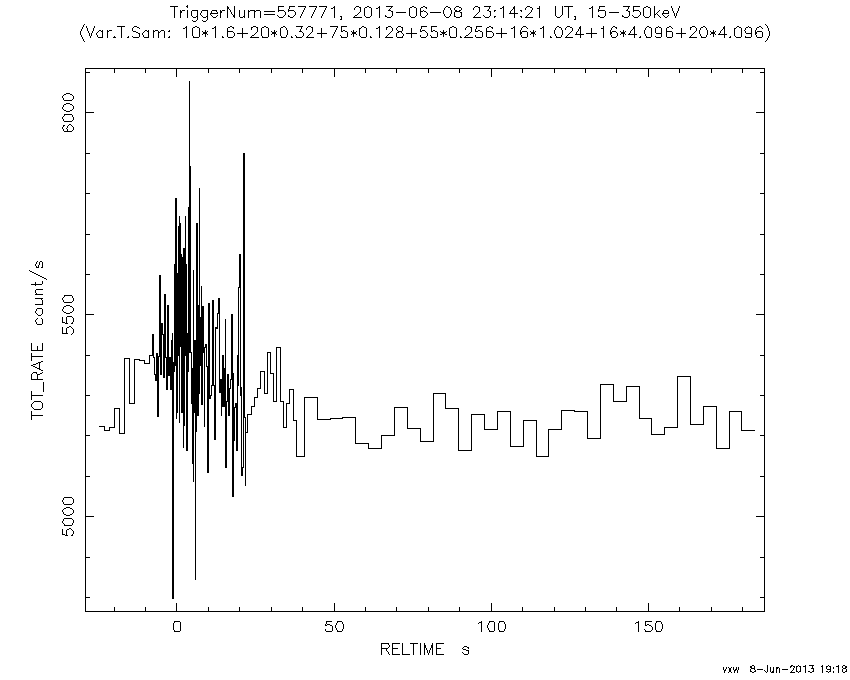 TriggerNum=557771, 2013-06-08 23:14:21 UT, 15-350keV
(Var.T.Sam: 10*1.6+20*0.32+75*0.128+55*0.256+16*1.024+16*4.096+20*4.096)
6000
5500
5000
TOT_RATE count/s
0 50 100 150
RELTIME s
vxw 8-Jun-2013 19:18